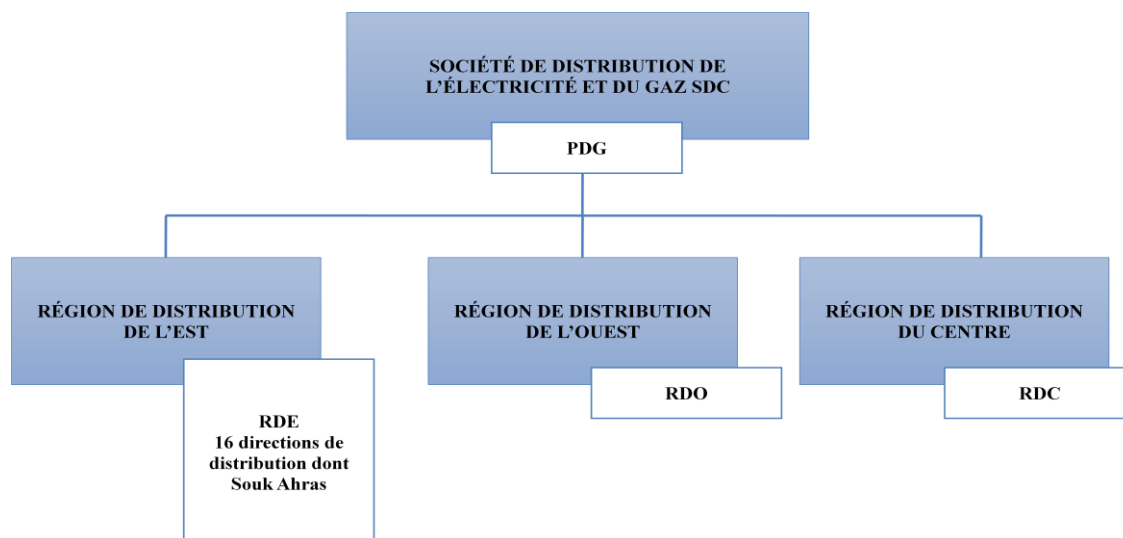 SOCIÉTÉ DE DISTRIBUTION DE
L’ÉLECTRICITÉ ET DU GAZ SDC
PDG
RÉGION DE DISTRIBUTION
DE L’EST
RDE
16 directions de
distribution dont
Souk Ahras
RÉGION DE DISTRIBUTION
DE L’OUEST
RDO
RÉGION DE DISTRIBUTION
DU CENTRE
RDC